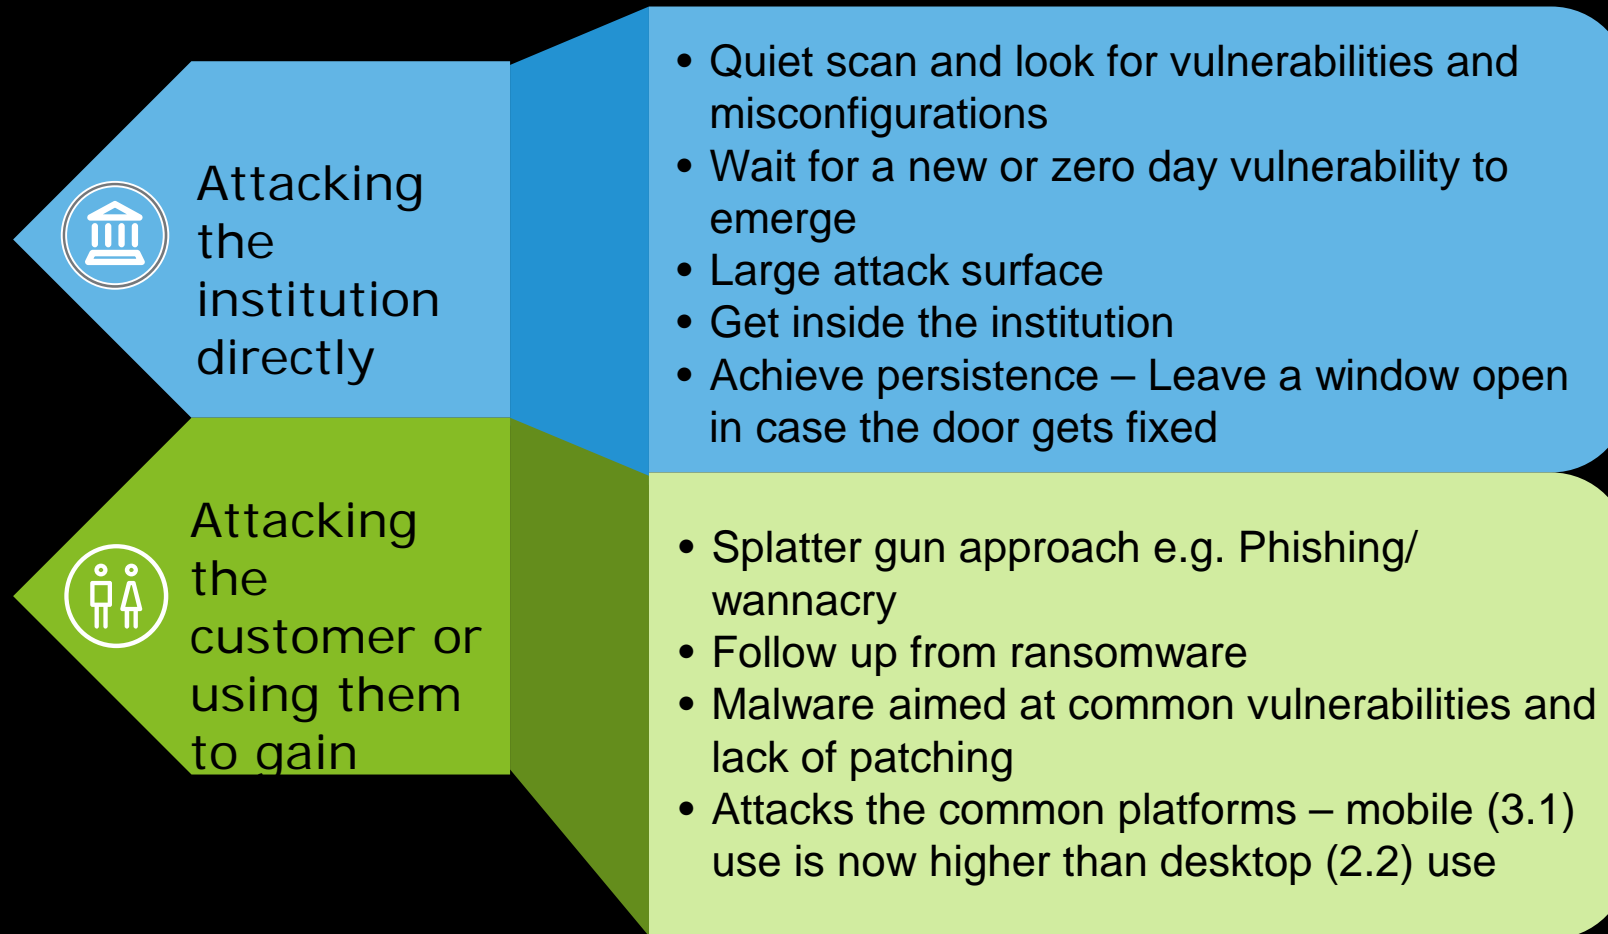 Attacking
the
institution
directly
• Quiet scan and look for vulnerabilities and
misconfigurations
• Wait for a new or zero day vulnerability to
emerge
• Large attack surface
• Get inside the institution
• Achieve persistence – Leave a window open
in case the door gets fixed
Attacking
the
customer or
using them
to gain
• Splatter gun approach e.g. Phishing/
wannacry
• Follow up from ransomware
• Malware aimed at common vulnerabilities and
lack of patching
• Attacks the common platforms – mobile (3.1)
use is now higher than desktop (2.2) use